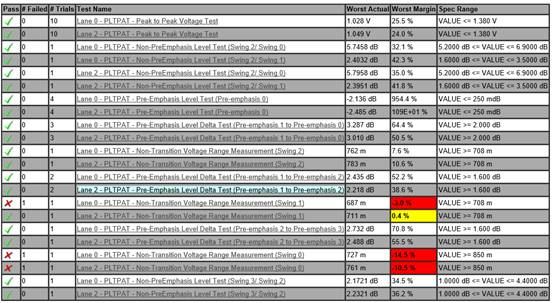 Pass # Failed # Trials Test Name Worst Actual Worst Margin Spec Range
0 10 Lane 0 - PLTPAT - Peak to Peak Voltage Test 1.028 V 25.5 % VALUE <= 1.380 V
0 10 Lane 2 - PLTPAT - Peak to Peak Voltage Test 1.049 V 24.0 % VALUE <= 1.380 V
0 1 Lane 0 - PLTPAT - Non-PreEmphasis Level Test (Swing 2/ Swing 0) 5.7458 dB 32.1 % 5.2000 dB <= VALUE <= 6.9000 dB
0 1 Lane 0 - PLTPAT - Non-PreEmphasis Level Test (Swing 2/ Swing 1) 2.4032 dB 42.3 % 1.6000 dB <= VALUE <= 3.5000 dB
0 1 Lane 2 - PLTPAT - Non-PreEmphasis Level Test (Swing 2/ Swing 0) 5.7958 dB 35.0 % 5.2000 dB <= VALUE <= 6.9000 dB
0 1 Lane 2 - PLTPAT - Non-PreEmphasis Level Test (Swing 2/ Swing 1) 2.3951 dB 41.8 % 1.6000 dB <= VALUE <= 3.5000 dB
0 4 Lane 0 - PLTPAT - Pre-Emphasis Level Test (Pre-emphasis 0) -2.136 dB 954.4 % VALUE <= 250 mdB
0 4 Lane 2 - PLTPAT - Pre-Emphasis Level Test (Pre-emphasis 0) -2.485 dB 109E+01 % VALUE <= 250 mdB
0 3 Lane 0 - PLTPAT - Pre-Emphasis Level Delta Test (Pre-emphasis 1 to Pre-emphasis 0) 3.287 dB 64.4 % VALUE >= 2.000 dB
0 3 Lane 2 - PLTPAT - Pre-Emphasis Level Delta Test (Pre-emphasis 1 to Pre-emphasis 0) 3.010 dB 50.5 % VALUE >= 2.000 dB
0 1 Lane 0 - PLTPAT - Non-Transition Voltage Range Measurement (Swing 2) 762 m 7.6 % VALUE >= 708 m
0 1 Lane 2 - PLTPAT - Non-Transition Voltage Range Measurement (Swing 2) 783 m 10.6 % VALUE >= 708 m
0 2 Lane 0 - PLTPAT - Pre-Emphasis Level Delta Test (Pre-emphasis 1 to Pre-emphasis 2) 2.435 dB 52.2 % VALUE >= 1.600 dB
0 2 Lane 2 - PLTPAT - Pre-Emphasis Level Delta Test (Pre-emphasis 1 to Pre-emphasis 2) 2.218 dB 38.6 % VALUE >= 1.600 dB
1 1 Lane 0 - PLTPAT - Non-Transition Voltage Range Measurement (Swing 1) 687 m -3.0 % VALUE >= 708 m
0 1 Lane 2 - PLTPAT - Non-Transition Voltage Range Measurement (Swing 1) 711 m 0.4 % VALUE >= 708 m
0 1 Lane 0 - PLTPAT - Pre-Emphasis Level Delta Test (Pre-emphasis 2 to Pre-emphasis 3) 2.732 dB 70.8 % VALUE >= 1.600 dB
0 1 Lane 2 - PLTPAT - Pre-Emphasis Level Delta Test (Pre-emphasis 2 to Pre-emphasis 3) 2.488 dB 55.5 % VALUE >= 1.600 dB
1 1 Lane 0 - PLTPAT - Non-Transition Voltage Range Measurement (Swing 0) 727 m -14.5 % VALUE >= 850 m
1 1 Lane 2 - PLTPAT - Non-Transition Voltage Range Measurement (Swing 0) 761 m -10.5 % VALUE >= 850 m
0 1 Lane 0 - PLTPAT - Non-PreEmphasis Level Test (Swing 3/ Swing 2) 2.1721 dB 34.5 % 1.0000 dB <= VALUE <= 4.4000 dB
0 1 Lane 2 - PLTPAT - Non-PreEmphasis Level Test (Swing 3/ Swing 2) 2.2321 dB 36.2 % 1.0000 dB <= VALUE <= 4.4000 dB